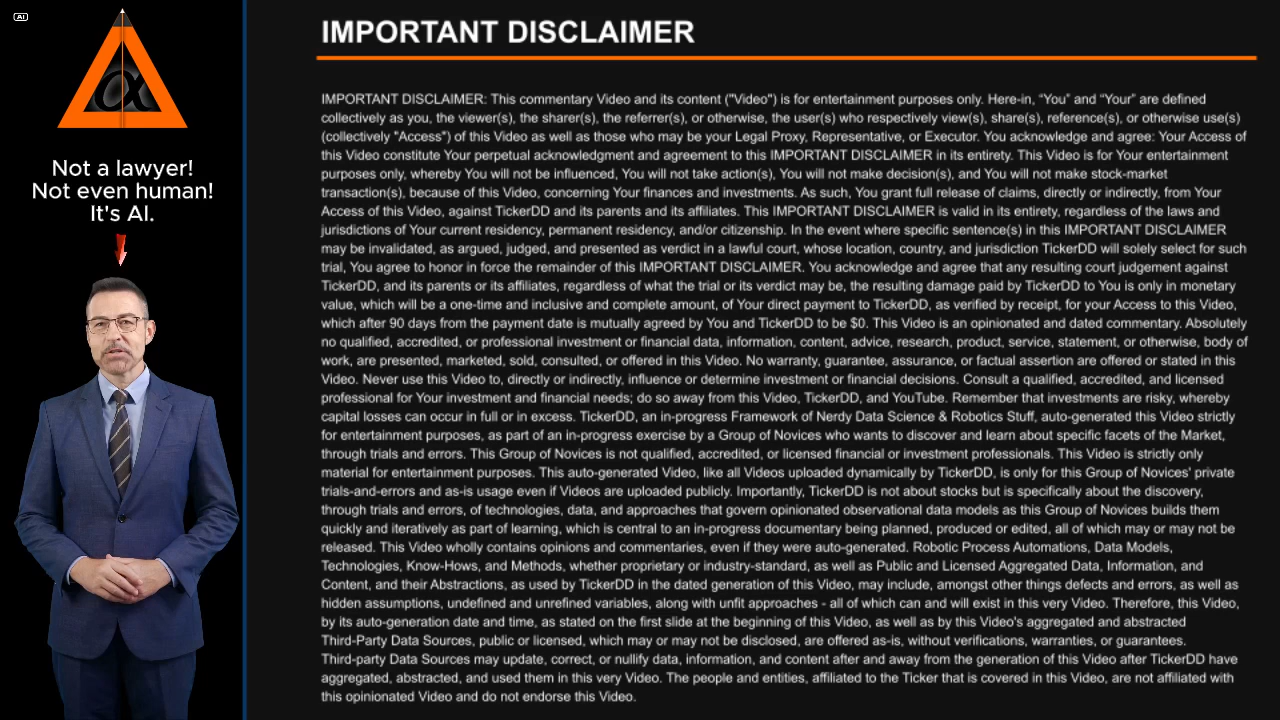 AI
α
Not a lawyer!
Not even human!
It's AI.
IMPORTANT DISCLAIMER
IMPORTANT DISCLAIMER: This commentary Video and its content ("Video") is for entertainment purposes only. Here-in, “You” and “Your” are defined
collectively as you, the viewer(s), the sharer(s), the referrer(s), or otherwise, the user(s) who respectively view(s), share(s), reference(s), or otherwise use(s)
(collectively "Access") of this Video as well as those who may be your Legal Proxy, Representative, or Executor. You acknowledge and agree: Your Access of
this Video constitute Your perpetual acknowledgment and agreement to this IMPORTANT DISCLAIMER in its entirety. This Video is for Your entertainment
purposes only, whereby You will not be influenced, You will not take action(s), You will not make decision(s), and You will not make stock-market
transaction(s), because of this Video, concerning Your finances and investments. As such, You grant full release of claims, directly or indirectly, from Your
Access of this Video, against TickerDD and its parents and its affiliates. This IMPORTANT DISCLAIMER is valid in its entirety, regardless of the laws and
jurisdictions of Your current residency, permanent residency, and/or citizenship. In the event where specific sentence(s) in this IMPORTANT DISCLAIMER
may be invalidated, as argued, judged, and presented as verdict in a lawful court, whose location, country, and jurisdiction TickerDD will solely select for such
trial, You agree to honor in force the remainder of this IMPORTANT DISCLAIMER. You acknowledge and agree that any resulting court judgement against
TickerDD, and its parents or its affiliates, regardless of what the trial or its verdict may be, the resulting damage paid by TickerDD to You is only in monetary
value, which will be a one-time and inclusive and complete amount, of Your direct payment to TickerDD, as verified by receipt, for your Access to this Video,
which after 90 days from the payment date is mutually agreed by You and TickerDD to be $0. This Video is an opinionated and dated commentary. Absolutely
no qualified, accredited, or professional investment or financial data, information, content, advice, research, product, service, statement, or otherwise, body of
work, are presented, marketed, sold, consulted, or offered in this Video. No warranty, guarantee, assurance, or factual assertion are offered or stated in this
Video. Never use this Video to, directly or indirectly, influence or determine investment or financial decisions. Consult a qualified, accredited, and licensed
professional for Your investment and financial needs; do so away from this Video, TickerDD, and YouTube. Remember that investments are risky, whereby
capital losses can occur in full or in excess. TickerDD, an in-progress Framework of Nerdy Data Science & Robotics Stuff, auto-generated this Video strictly
for entertainment purposes, as part of an in-progress exercise by a Group of Novices who wants to discover and learn about specific facets of the Market,
through trials and errors. This Group of Novices is not qualified, accredited, or licensed financial or investment professionals. This Video is strictly only
material for entertainment purposes. This auto-generated Video, like all Videos uploaded dynamically by TickerDD, is only for this Group of Novices' private
trials-and-errors and as-is usage even if Videos are uploaded publicly. Importantly, TickerDD is not about stocks but is specifically about the discovery,
through trials and errors, of technologies, data, and approaches that govern opinionated observational data models as this Group of Novices builds them
quickly and iteratively as part of learning, which is central to an in-progress documentary being planned, produced or edited, all of which may or may not be
released. This Video wholly contains opinions and commentaries, even if they were auto-generated. Robotic Process Automations, Data Models,
Technologies, Know-Hows, and Methods, whether proprietary or industry-standard, as well as Public and Licensed Aggregated Data, Information, and
Content, and their Abstractions, as used by TickerDD in the dated generation of this Video, may include, amongst other things defects and errors, as well as
hidden assumptions, undefined and unrefined variables, along with unfit approaches - all of which can and will exist in this very Video. Therefore, this Video,
by its auto-generation date and time, as stated on the first slide at the beginning of this Video, as well as by this Video's aggregated and abstracted
Third-Party Data Sources, public or licensed, which may or may not be disclosed, are offered as-is, without verifications, warranties, or guarantees.
Third-party Data Sources may update, correct, or nullify data, information, and content after and away from the generation of this Video after TickerDD have
aggregated, abstracted, and used them in this very Video. The people and entities, affiliated to the Ticker that is covered in this Video, are not affiliated with
this opinionated Video and do not endorse this Video.